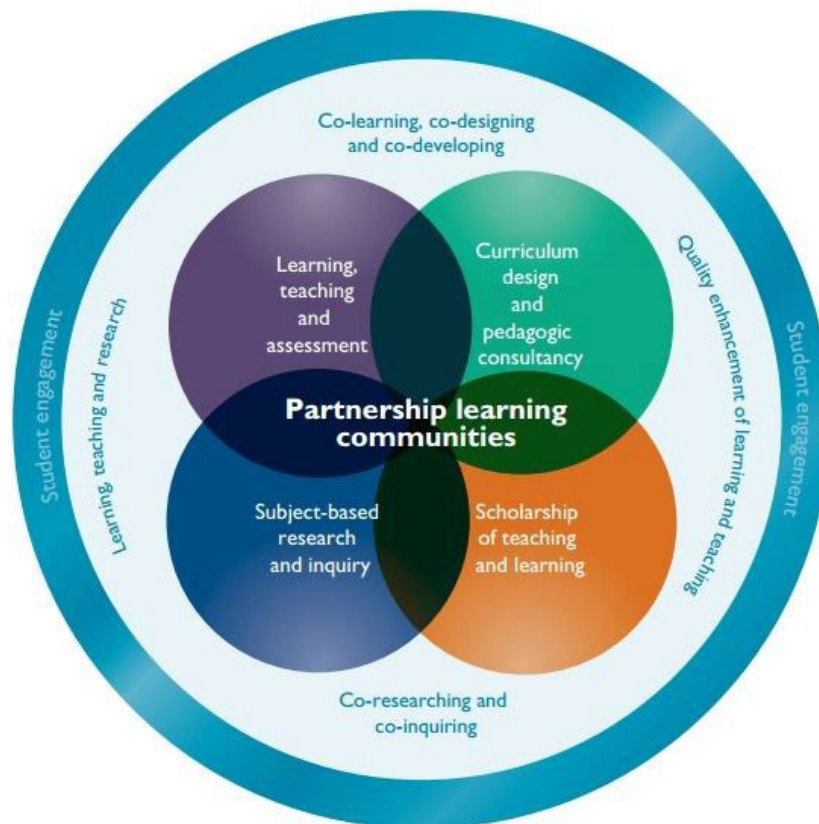 Co-learning, co-designing
and co-developing
Learning,
teaching
and
assessment
Curriculum
design
and
pedagogic
consultancy
Student engagement
Learning, teaching and research
Quality enhancement of learning and teaching
Student engagement
Partnership learning
communities
Subject-based
research
and inquiry
Scholarship
of teaching
and learning
Co-researching and
co-inquiring